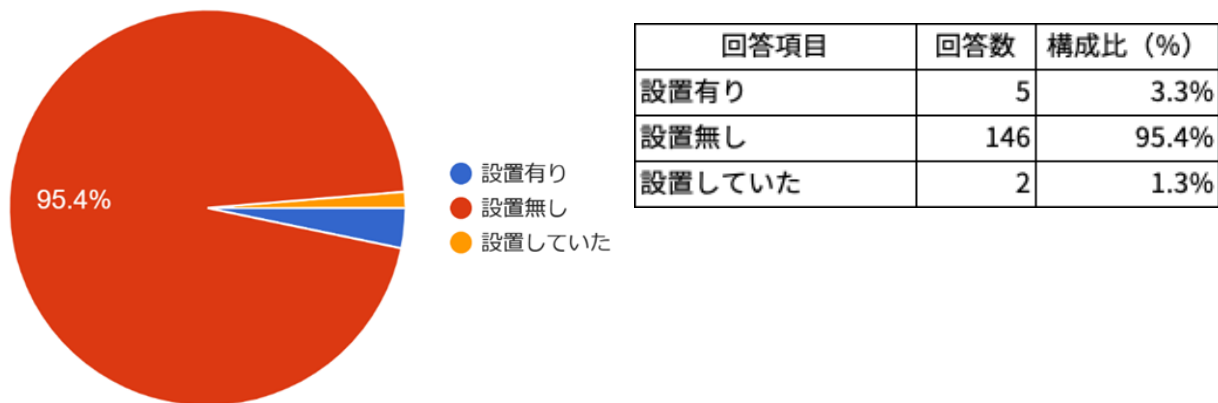 95.4%
設置有り
設置無し
設置していた
回答項目 回答数 構成比（%）
設置有り 5 3.3%
設置無し 146 95.4%
設置していた 2 1.3%